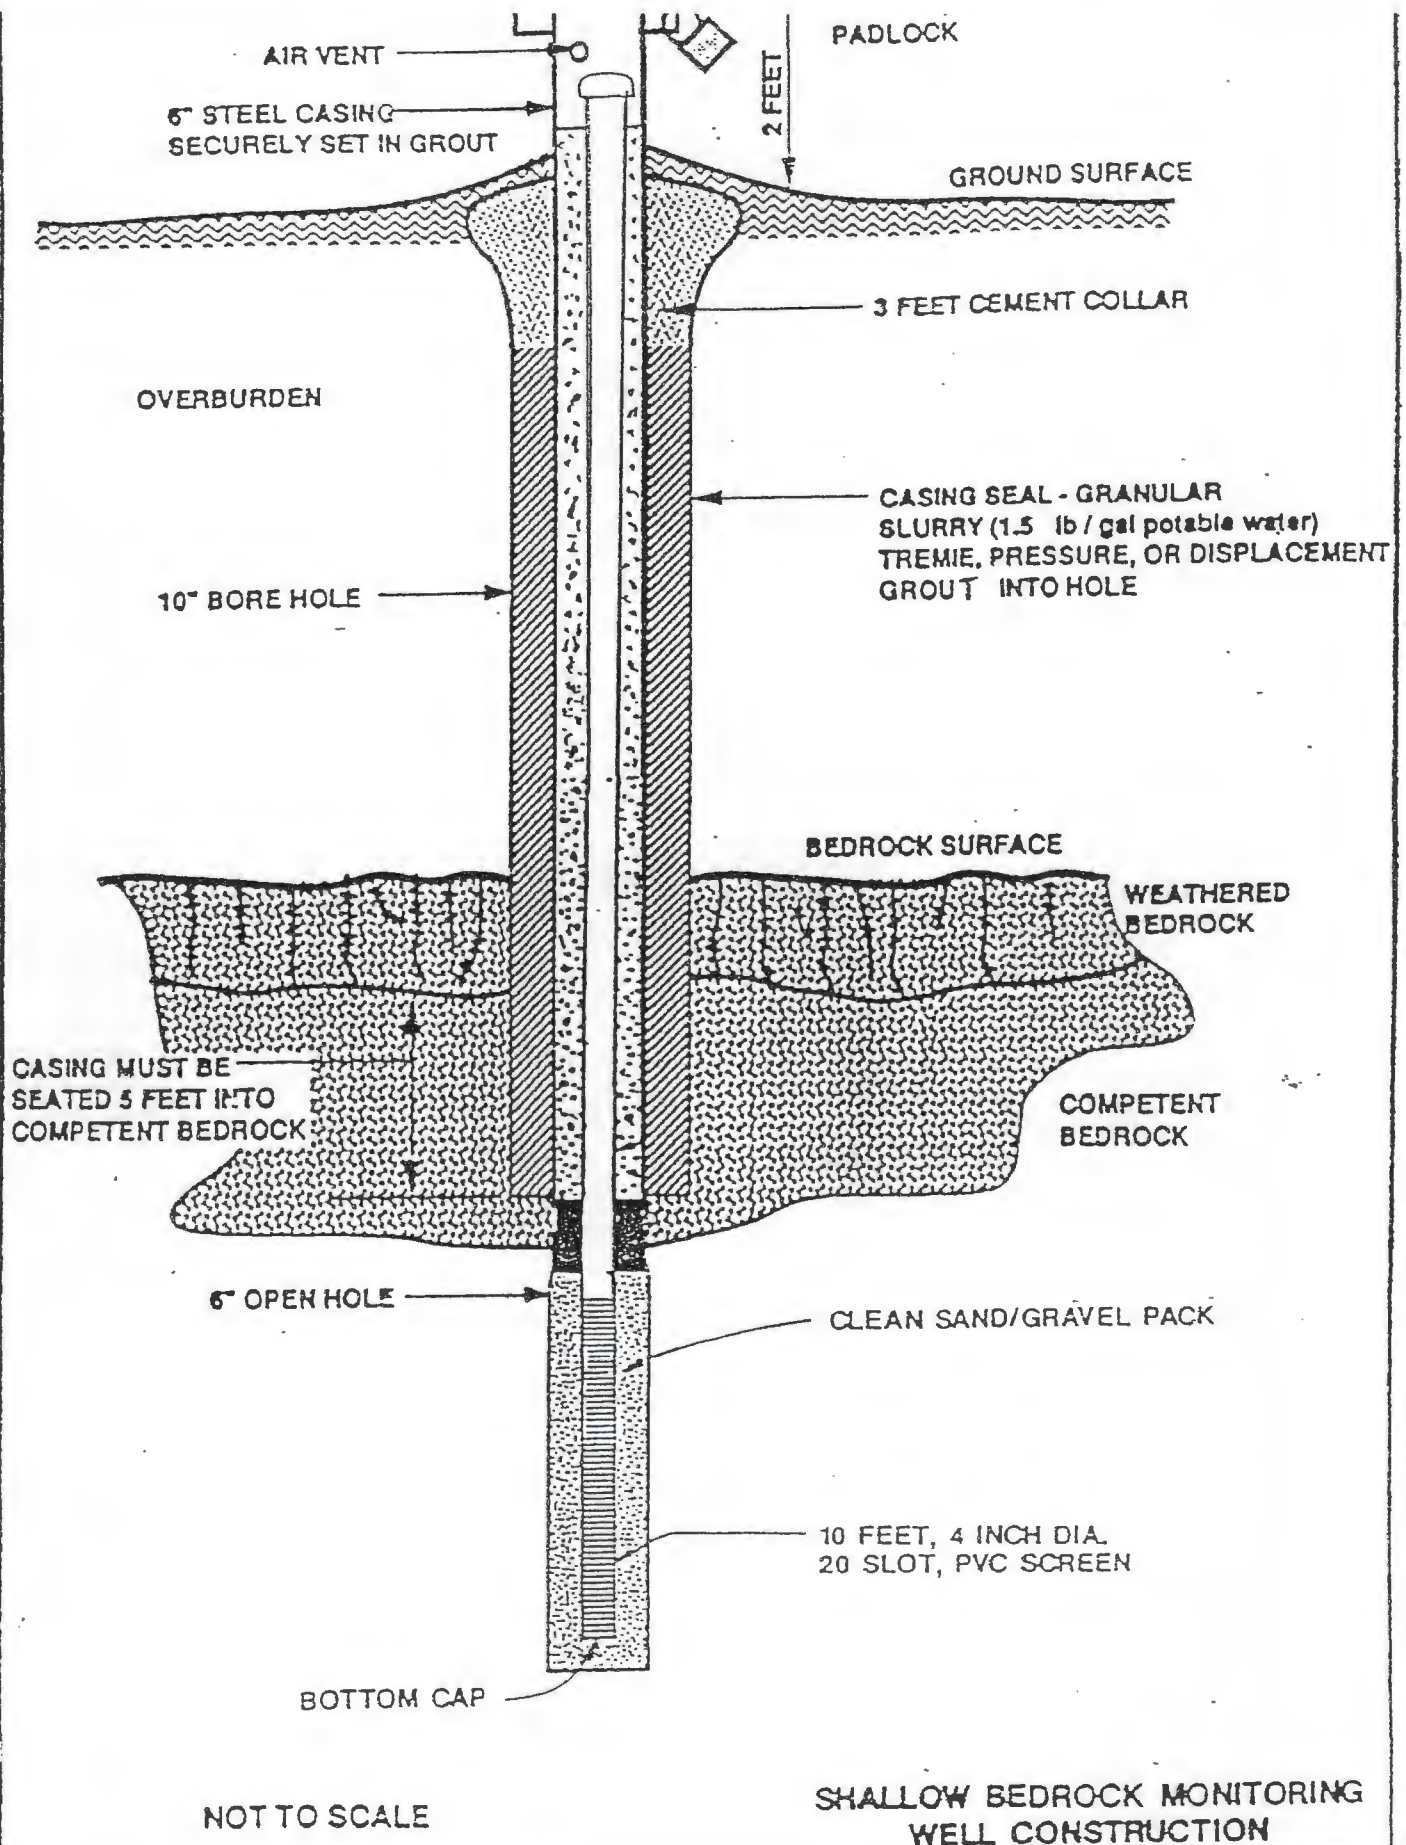 AIR VENT
PADLOCK
2 FEET
6" STEEL CASING
SECURELY SET IN GROUT
GROUND SURFACE
3 FEET CEMENT COLLAR
OVERBURDEN
CASING SEAL - GRANULAR
SLURRY (1.5 lb / gal potable water)
TREMIE, PRESSURE, OR DISPLACEMENT
GROUT INTO HOLE
10" BORE HOLE
BEDROCK SURFACE
WEATHERED
BEDROCK
CASING MUST BE
SEATED 5 FEET INTO
COMPETENT BEDROCK
COMPETENT
BEDROCK
6" OPEN HOLE
CLEAN SAND/GRAVEL PACK
10 FEET, 4 INCH DIA.
20 SLOT, PVC SCREEN
BOTTOM CAP
NOT TO SCALE
SHALLOW BEDROCK MONITORING
WELL CONSTRUCTION